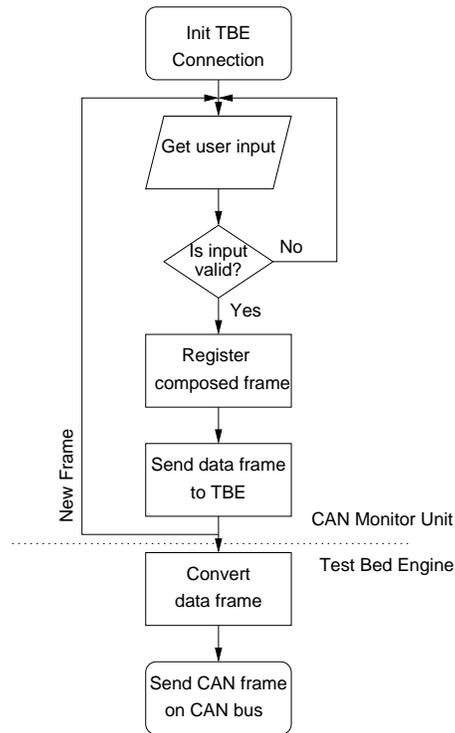 Init TBE
Connection
Get user input
Is input
valid?
No
Yes
Register
composed frame
New Frame
Send data frame
to TBE
CAN Monitor Unit
Test Bed Engine
Convert
data frame
Send CAN frame
on CAN bus